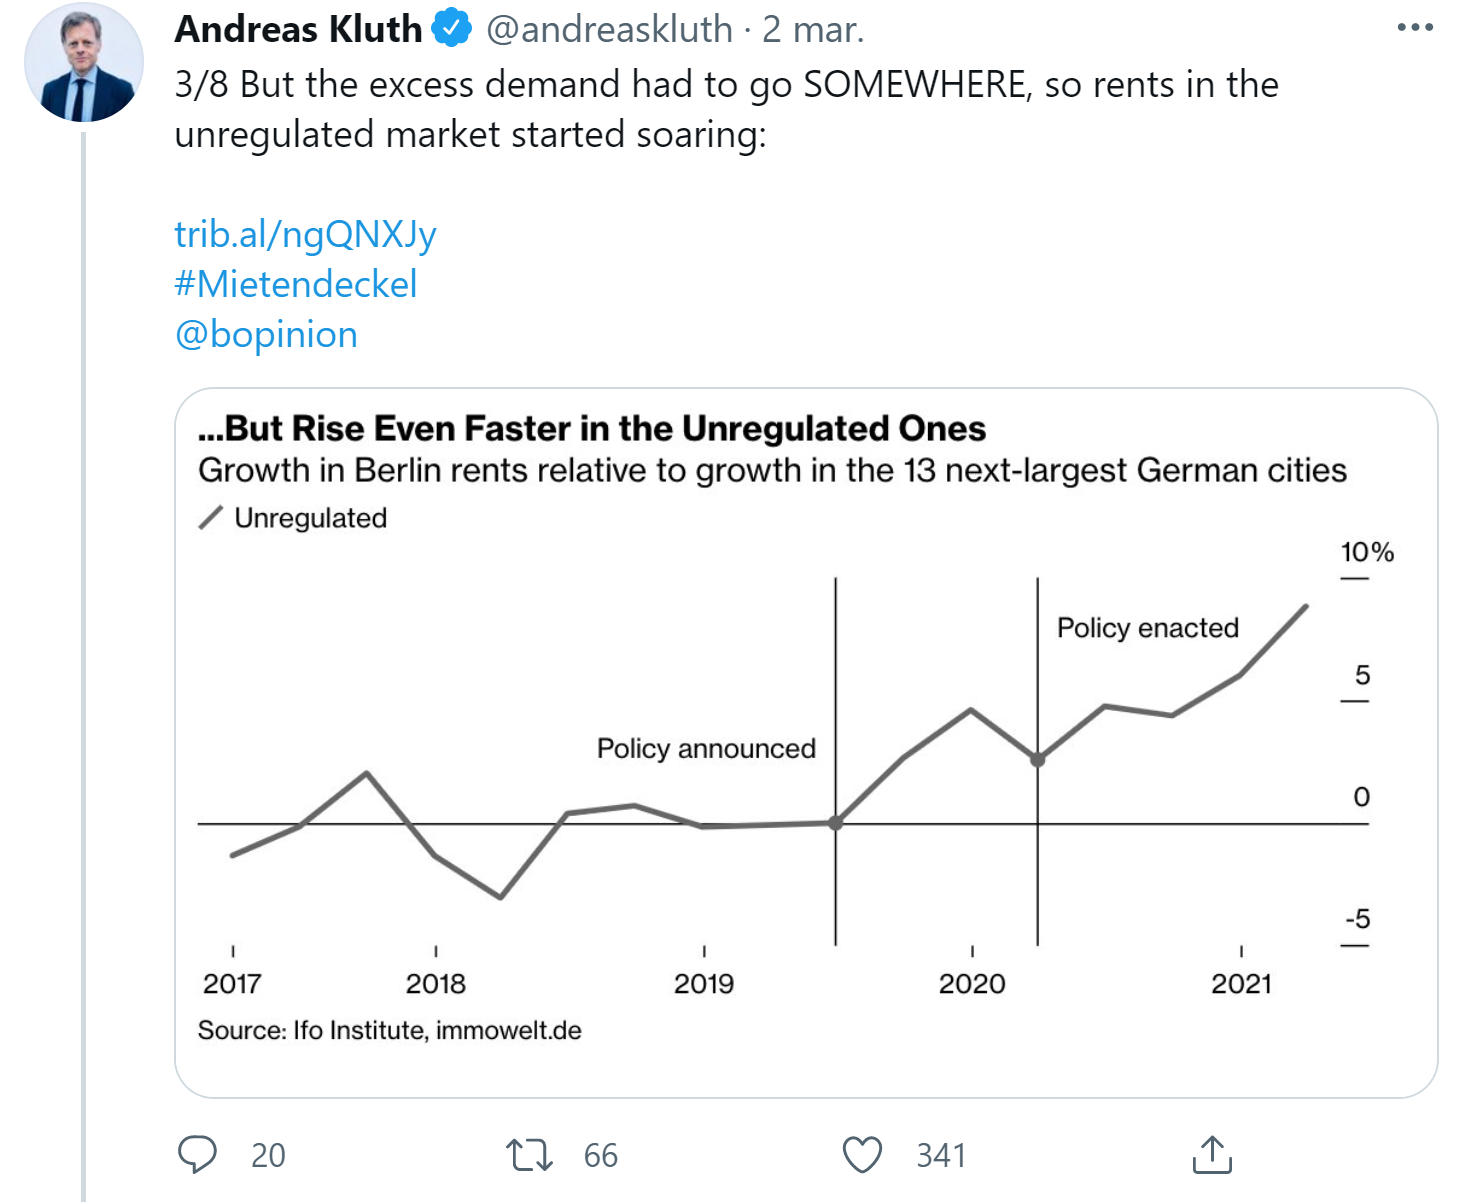 Andreas Kluth @andreaskluth · 2 mar.
3/8 But the excess demand had to go SOMEWHERE, so rents in the
unregulated market started soaring:
trib.al/ngQNXJy
#Mietendeckel
@bopinion
...But Rise Even Faster in the Unregulated Ones
Growth in Berlin rents relative to growth in the 13 next-largest German cities
Unregulated
10%
Policy enacted
5
Policy announced
0
-5
2017 2018 2019 2020 2021
Source: Ifo Institute, immowelt.de
20 66 341